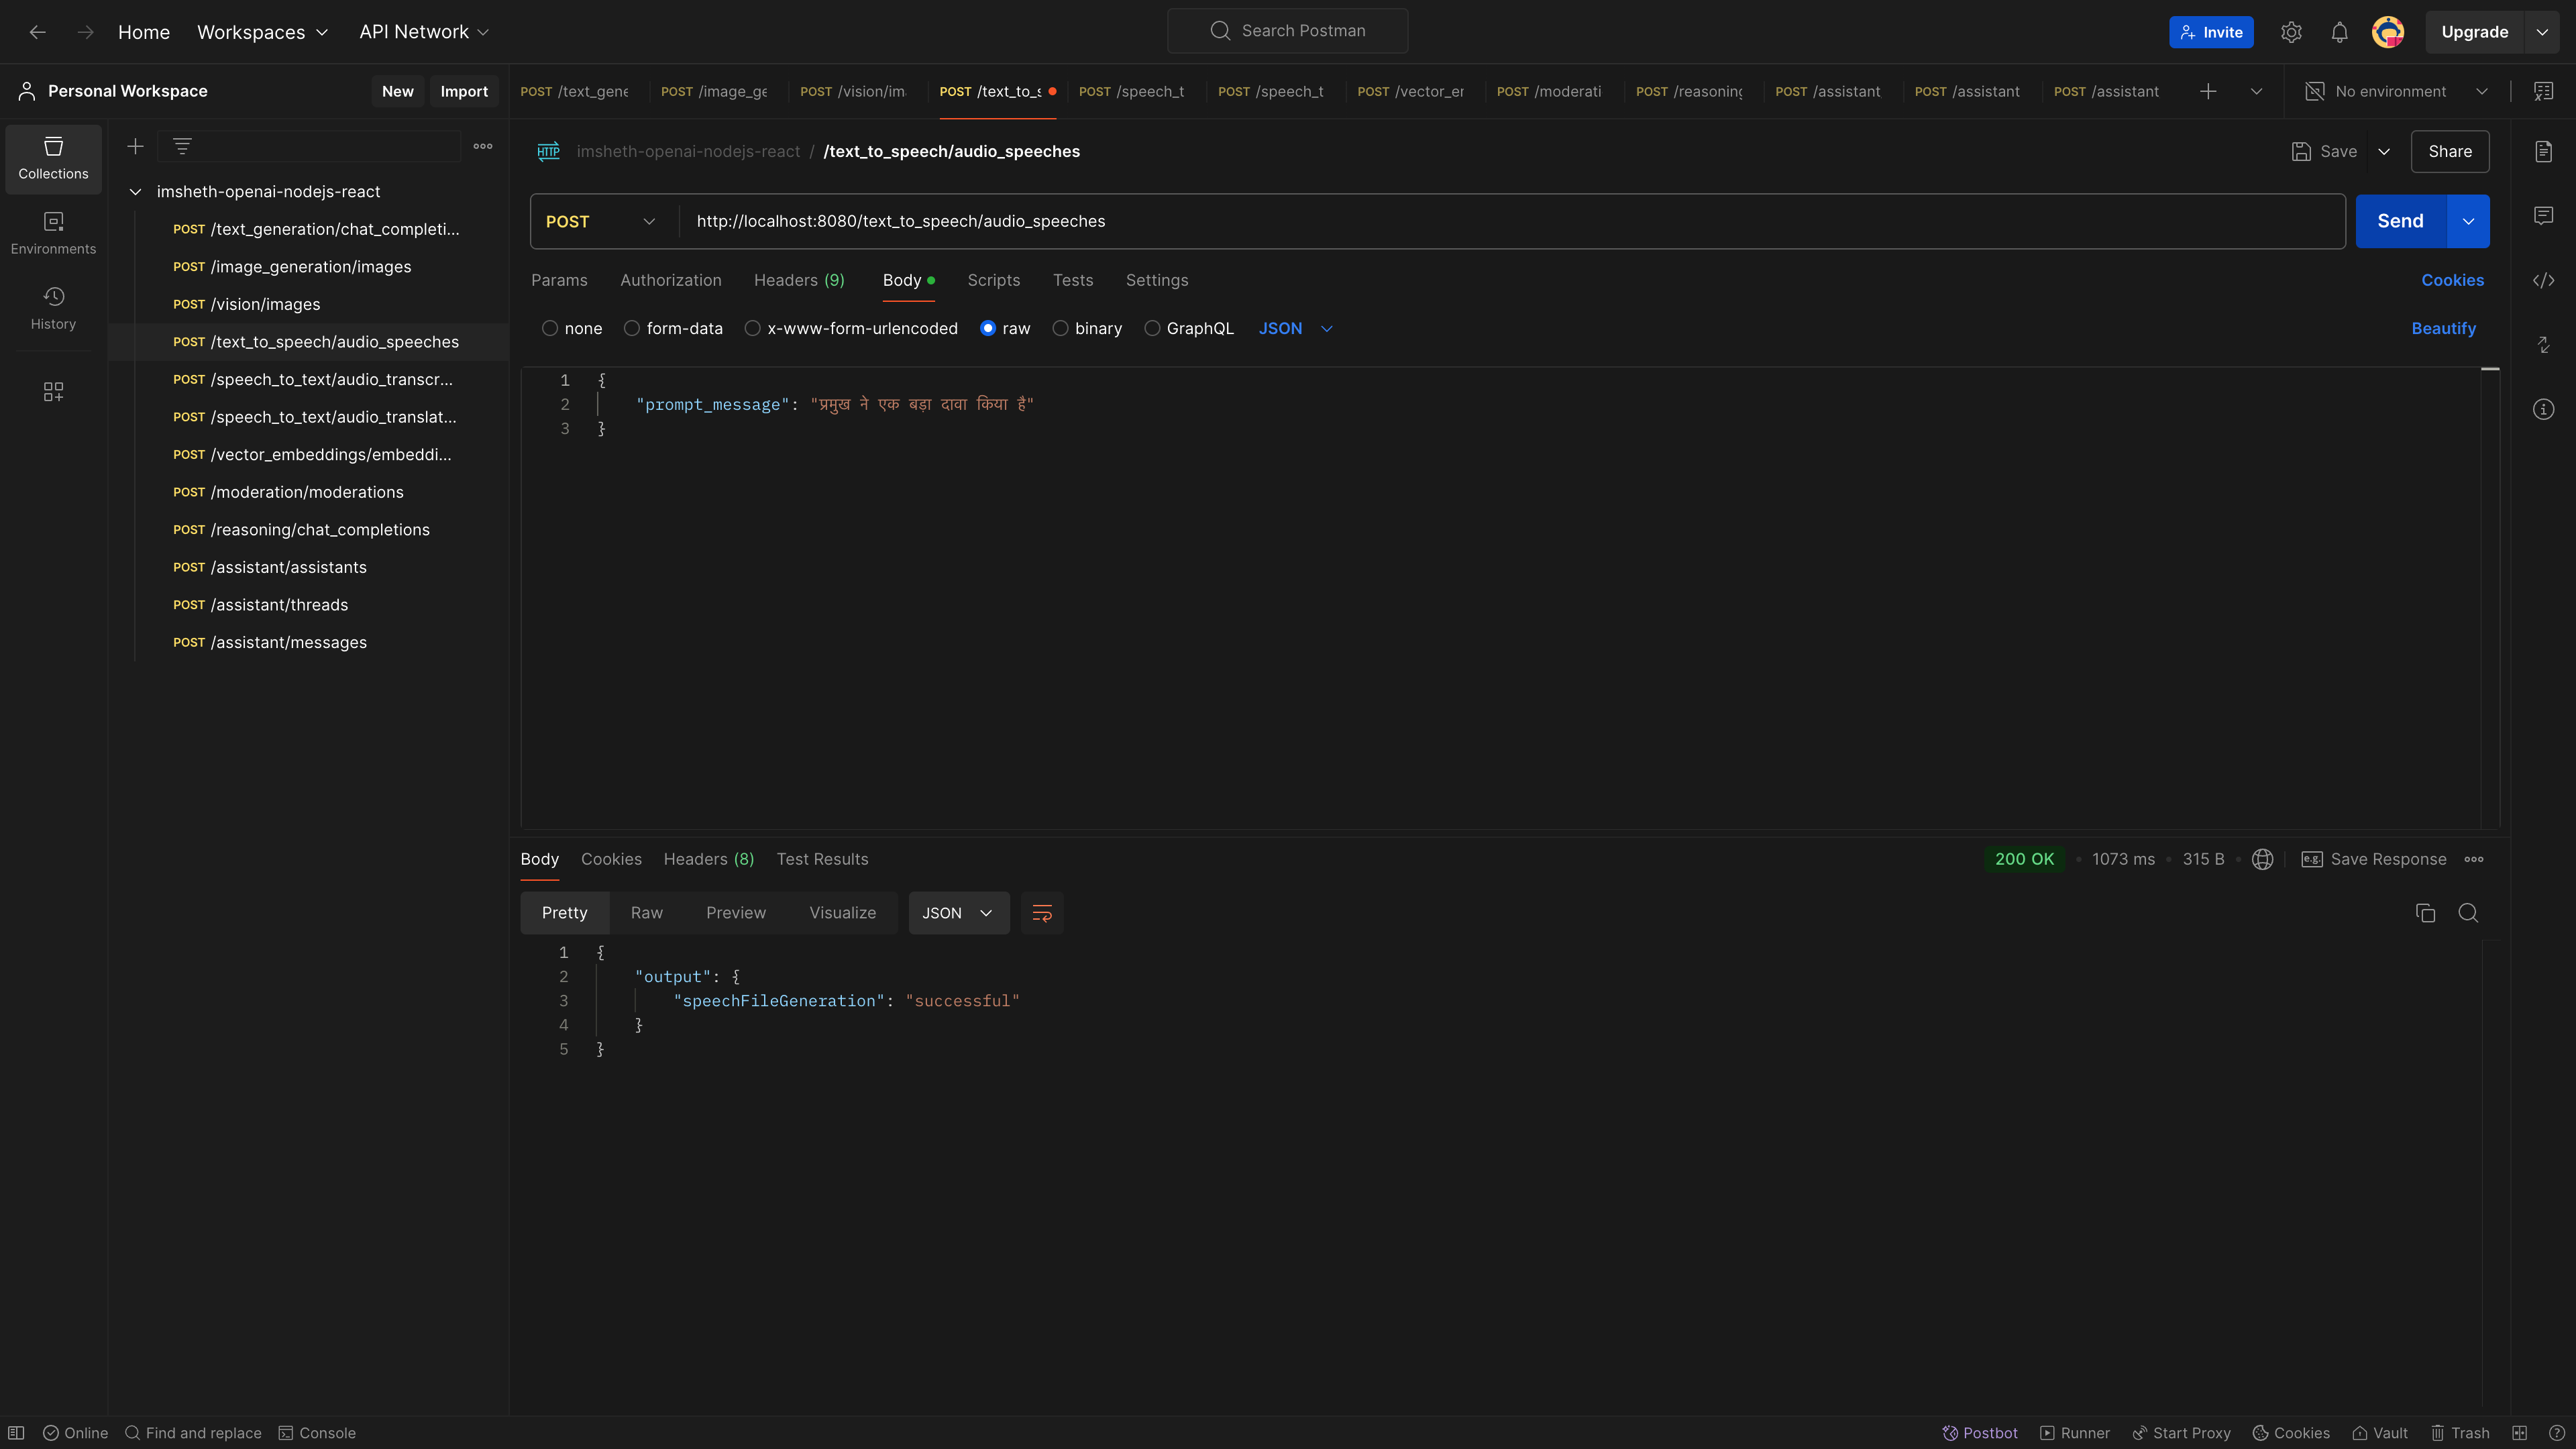 Home Workspaces API Network Search Postman Invite Upgrade
Personal Workspace New Import
POST /text_gene POST /image_ge POST /vision/im POST /text_to_s POST /speech_t POST /speech_t POST /vector_er POST /moderati POST /reasoning POST /assistant POST /assistant POST /assistant No environment
Collections
Environments
History
imsheth-openai-nodejs-react
POST /text_generation/chat_completi...
POST /image_generation/images
POST /vision/images
POST /text_to_speech/audio_speeches
POST /speech_to_text/audio_transcr...
POST /speech_to_text/audio_translat...
POST /vector_embeddings/embeddi...
POST /moderation/moderations
POST /reasoning/chat_completions
POST /assistant/assistants
POST /assistant/threads
POST /assistant/messages
HTTP imsheth-openai-nodejs-react / /text_to_speech/audio_speeches Save Share
POST http://localhost:8080/text_to_speech/audio_speeches Send
Params Authorization Headers (9) Body Scripts Tests Settings Cookies
none form-data x-www-form-urlencoded raw binary GraphQL JSON Beautify
1 {
2 "prompt_message": "प्रमुख ने एक बड़ा दावा किया है"
3 }
Body Cookies Headers (8) Test Results 200 OK 1073 ms 315 B e.g. Save Response
Pretty Raw Preview Visualize JSON
1 {
2 "output": {
3 "speechFileGeneration": "successful"
4 }
5 }
Online Find and replace Console Postbot Runner Start Proxy Cookies Vault Trash